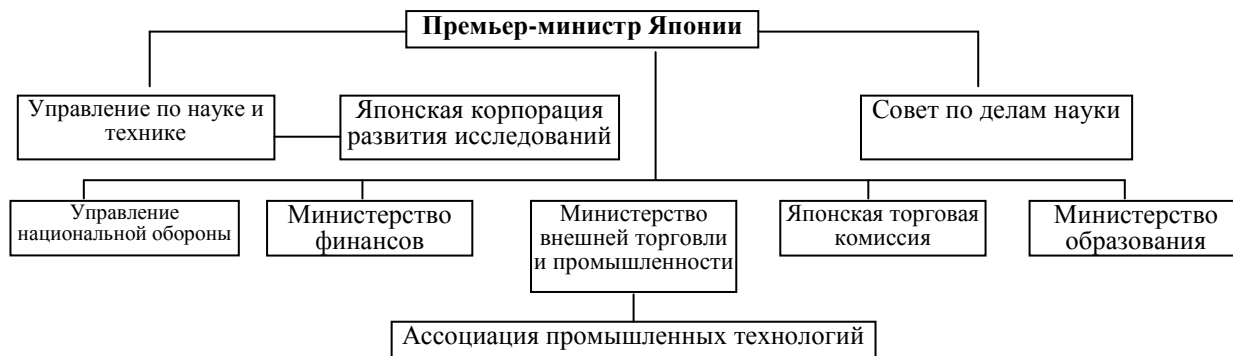 Премьер-министр Японии
Управление по науке и
технике
Японская корпорация
развития исследований
Совет по делам науки
Управление
национальной обороны
Министерство
финансов
Министерство
внешней торговли
и промышленности
Японская торговая
комиссия
Министерство
образования
Ассоциация промышленных технологий